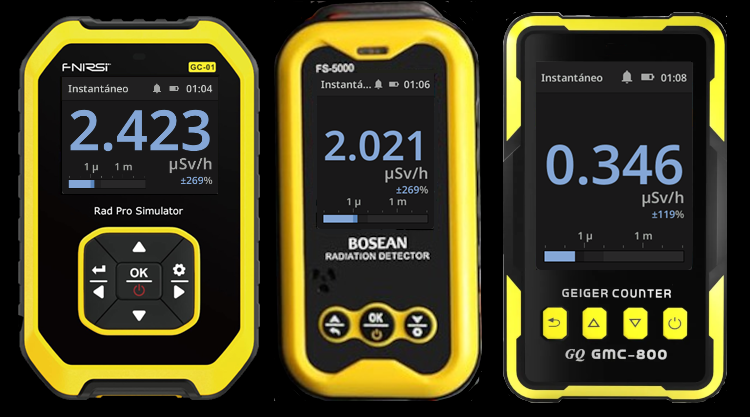 FNIRSI
GC-01
Instantáneo 01:04
2.423
µSv/h
±269%
1 µ 1 m
Rad Pro Simulator
OK
FS-5000
Instantá... 01:06
2.021
µSv/h
±269%
1 µ 1 m
BOSEAN
RADIATION DETECTOR
OK
Instantáneo 01:08
0.346
µSv/h
±119%
1 µ 1 m
GEIGER COUNTER
GQ GMC-800